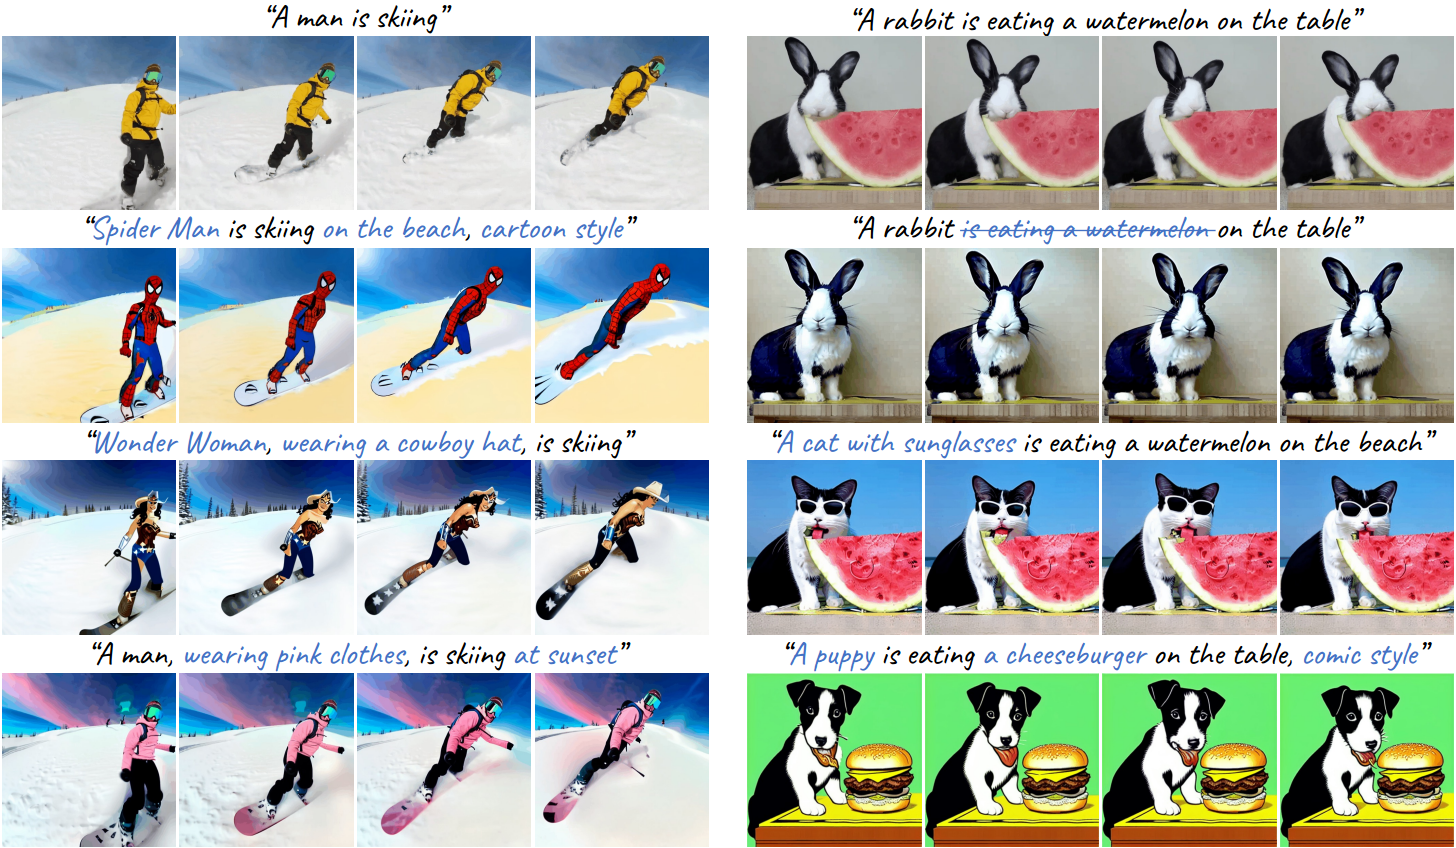 “A man is skiing”
“Spider Man is skiing on the beach, cartoon style”
“Wonder Woman, wearing a cowboy hat, is skiing”
“A man, wearing pink clothes, is skiing at sunset”
“A rabbit is eating a watermelon on the table”
“A rabbit is eating a watermelon on the table”
“A cat with sunglasses is eating a watermelon on the beach”
“A puppy is eating a cheeseburger on the table, comic style”